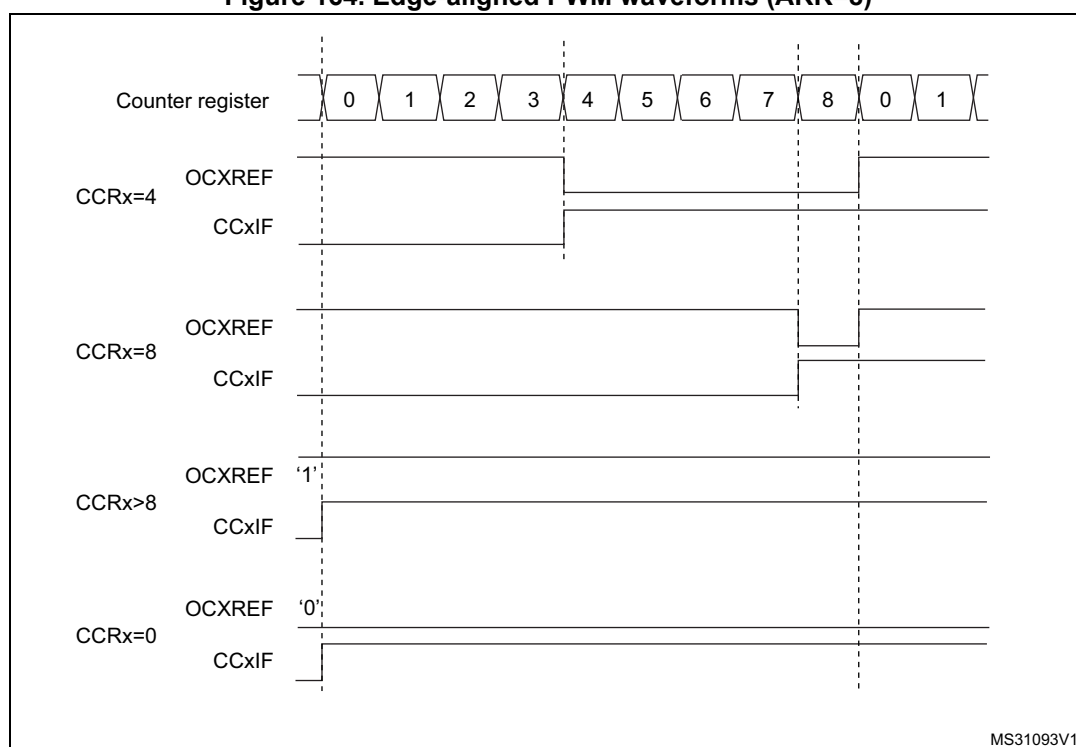 Figure 164. Edge-aligned PWM waveforms (ARR=8)
Counter register 0 1 2 3 4 5 6 7 8 0 1
CCRx=4
OCXREF
CCxIF
CCRx=8
OCXREF
CCxIF
CCRx>8
OCXREF ‘1’
CCxIF
CCRx=0
OCXREF ‘0’
CCxIF
MS31093V1